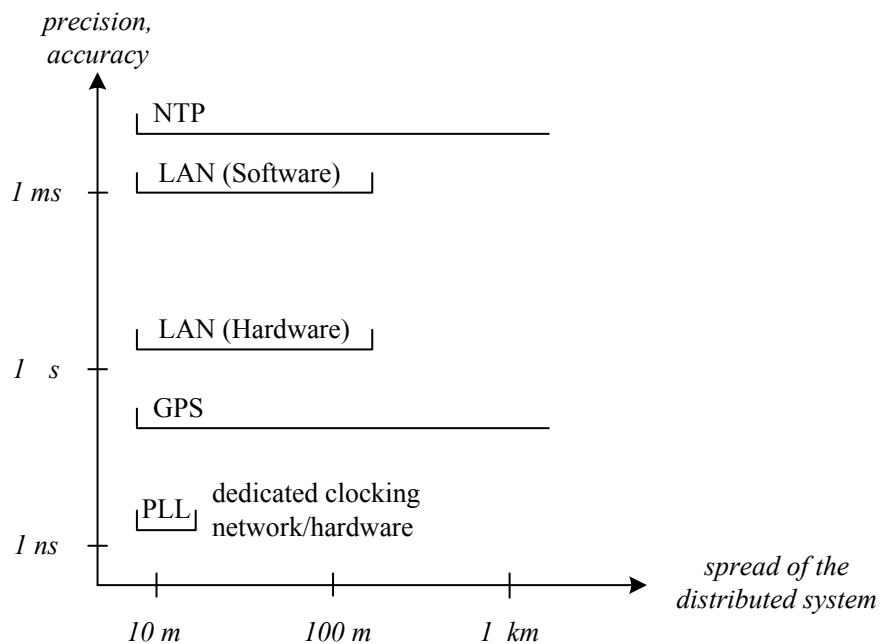 precision,
accuracy
NTP
LAN (Software)
1 ms
LAN (Hardware)
1 s
GPS
PLL
dedicated clocking
network/hardware
1 ns
10 m
100 m
1 km
spread of the
distributed system